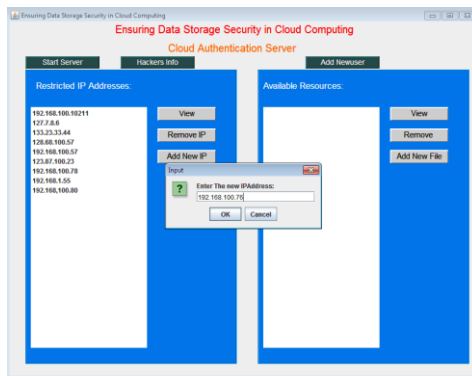 Ensuring Data Storage Security in Cloud Computing
Ensuring Data Storage Security in Cloud Computing
Cloud Authentication Server
Start Server Hackers Info Add Newuser
Restricted IP Addresses: Available Resources:
192.168.100.10211
127.7.8.6
133.23.33.44
128.68.100.57
192.168.100.57
123.87.100.23
192.168.100.78
192.168.1.55
192.168,100.80
View
Remove IP
Add New IP
View
Remove
Add New File
Input
Enter The new IPAddress:
192.168.100.76
OK Cancel